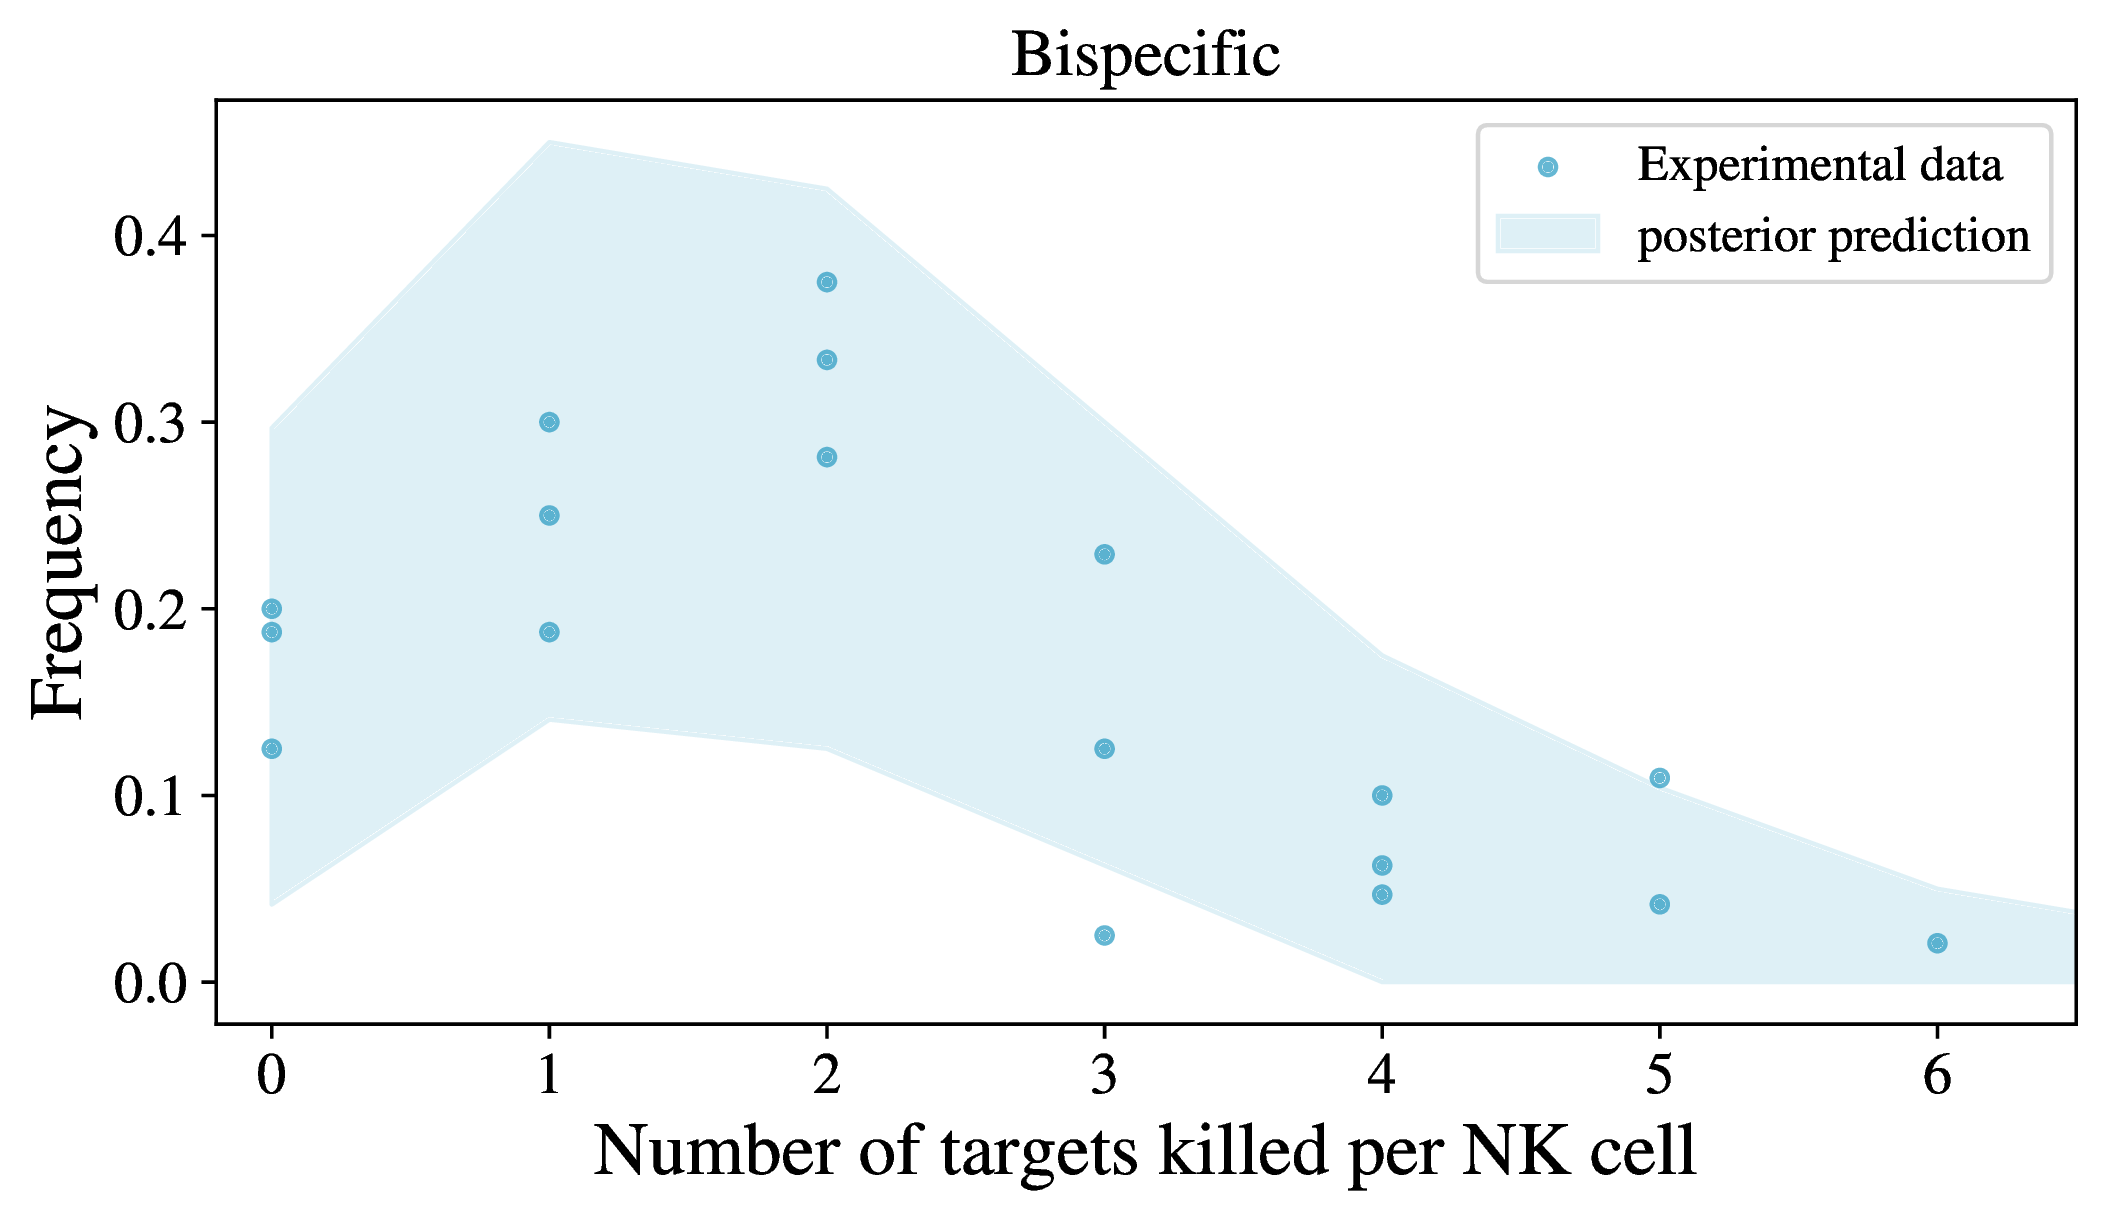 Bispecific
Experimental data
posterior prediction
Frequency
0.4
0.3
0.2
0.1
0.0
0 1 2 3 4 5 6
Number of targets killed per NK cell